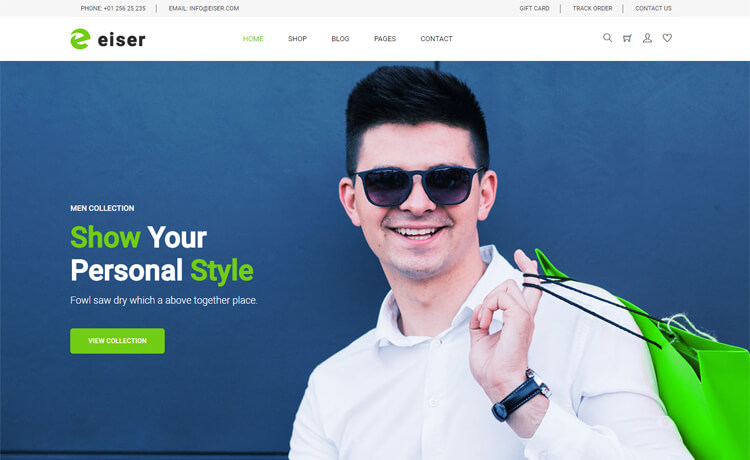 PHONE: +01 256 25 235 | EMAIL: INFO@EISER.COM GIFT CARD | TRACK ORDER | CONTACT US
eiser HOME SHOP BLOG PAGES CONTACT
MEN COLLECTION
Show Your
Personal Style
Fowl saw dry which a above together place.
VIEW COLLECTION